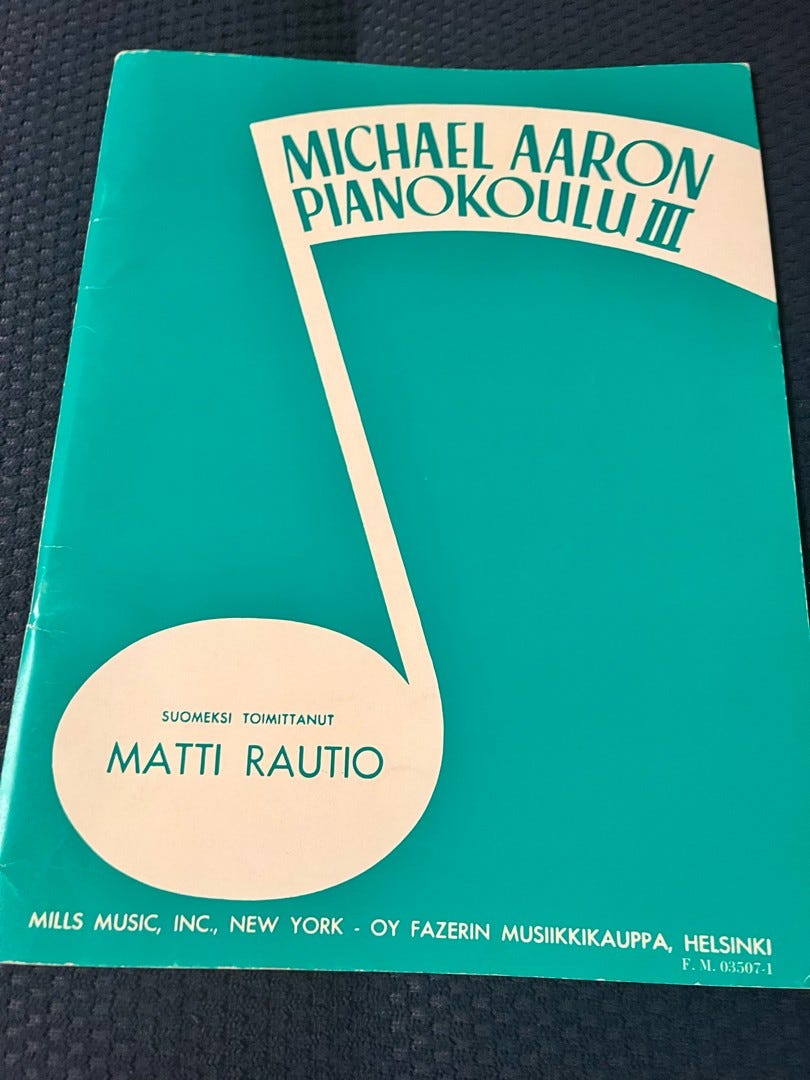 MICHAEL AARON
PIANOKOULU III
SUOMEKSI TOIMITTANUT
MATTI RAUTIO
MILLS MUSIC, INC., NEW YORK - OY FAZERIN MUSIIKKIKAUPPA, HELSINKI
F. M. 03507-1